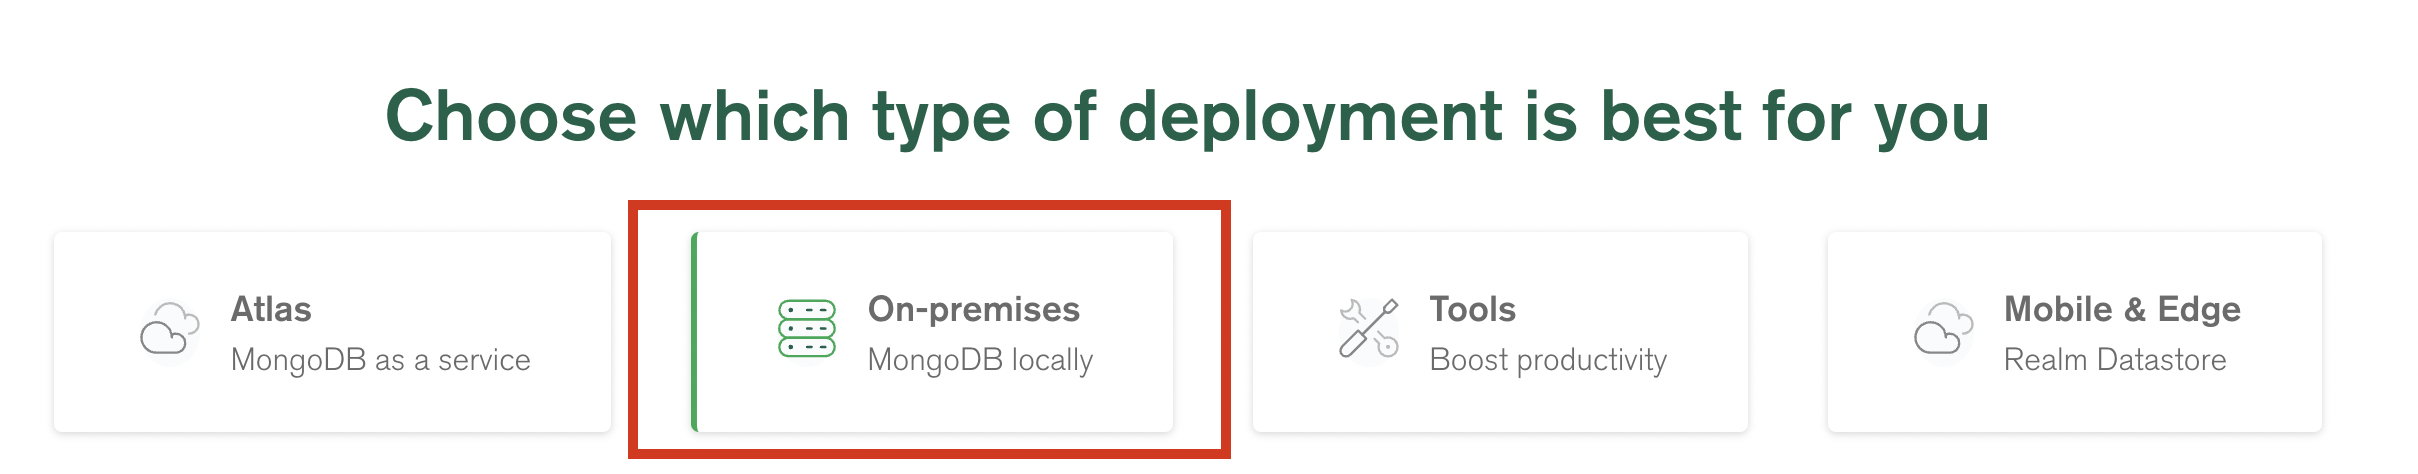 Choose which type of deployment is best for you
Atlas
MongoDB as a service
On-premises
MongoDB locally
Tools
Boost productivity
Mobile & Edge
Realm Datastore